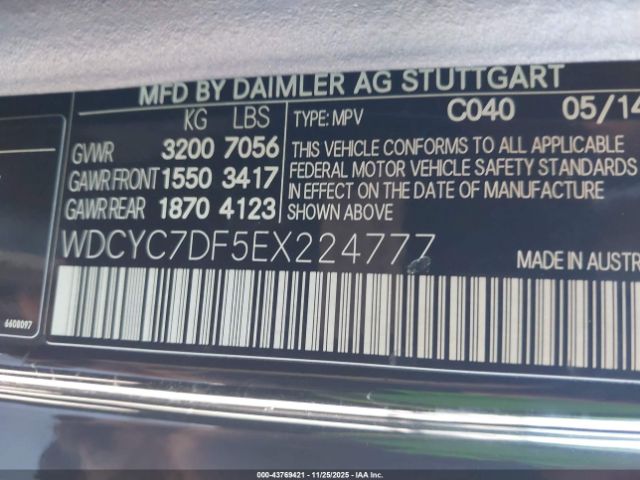 MFD BY DAIMLER AG STUTTGART
KG LBS
TYPE: MPV C040 05/14
GVWR 3200 7056
GAWR FRONT 1550 3417
GAWR REAR 1870 4123
THIS VEHICLE CONFORMS TO ALL APPLICABLE
FEDERAL MOTOR VEHICLE SAFETY STANDARDS
IN EFFECT ON THE DATE OF MANUFACTURE
SHOWN ABOVE
WDCYC7DF5EX224777
MADE IN AUSTR
6608097
000-43769421 - 11/25/2025 - IAAI, Inc.